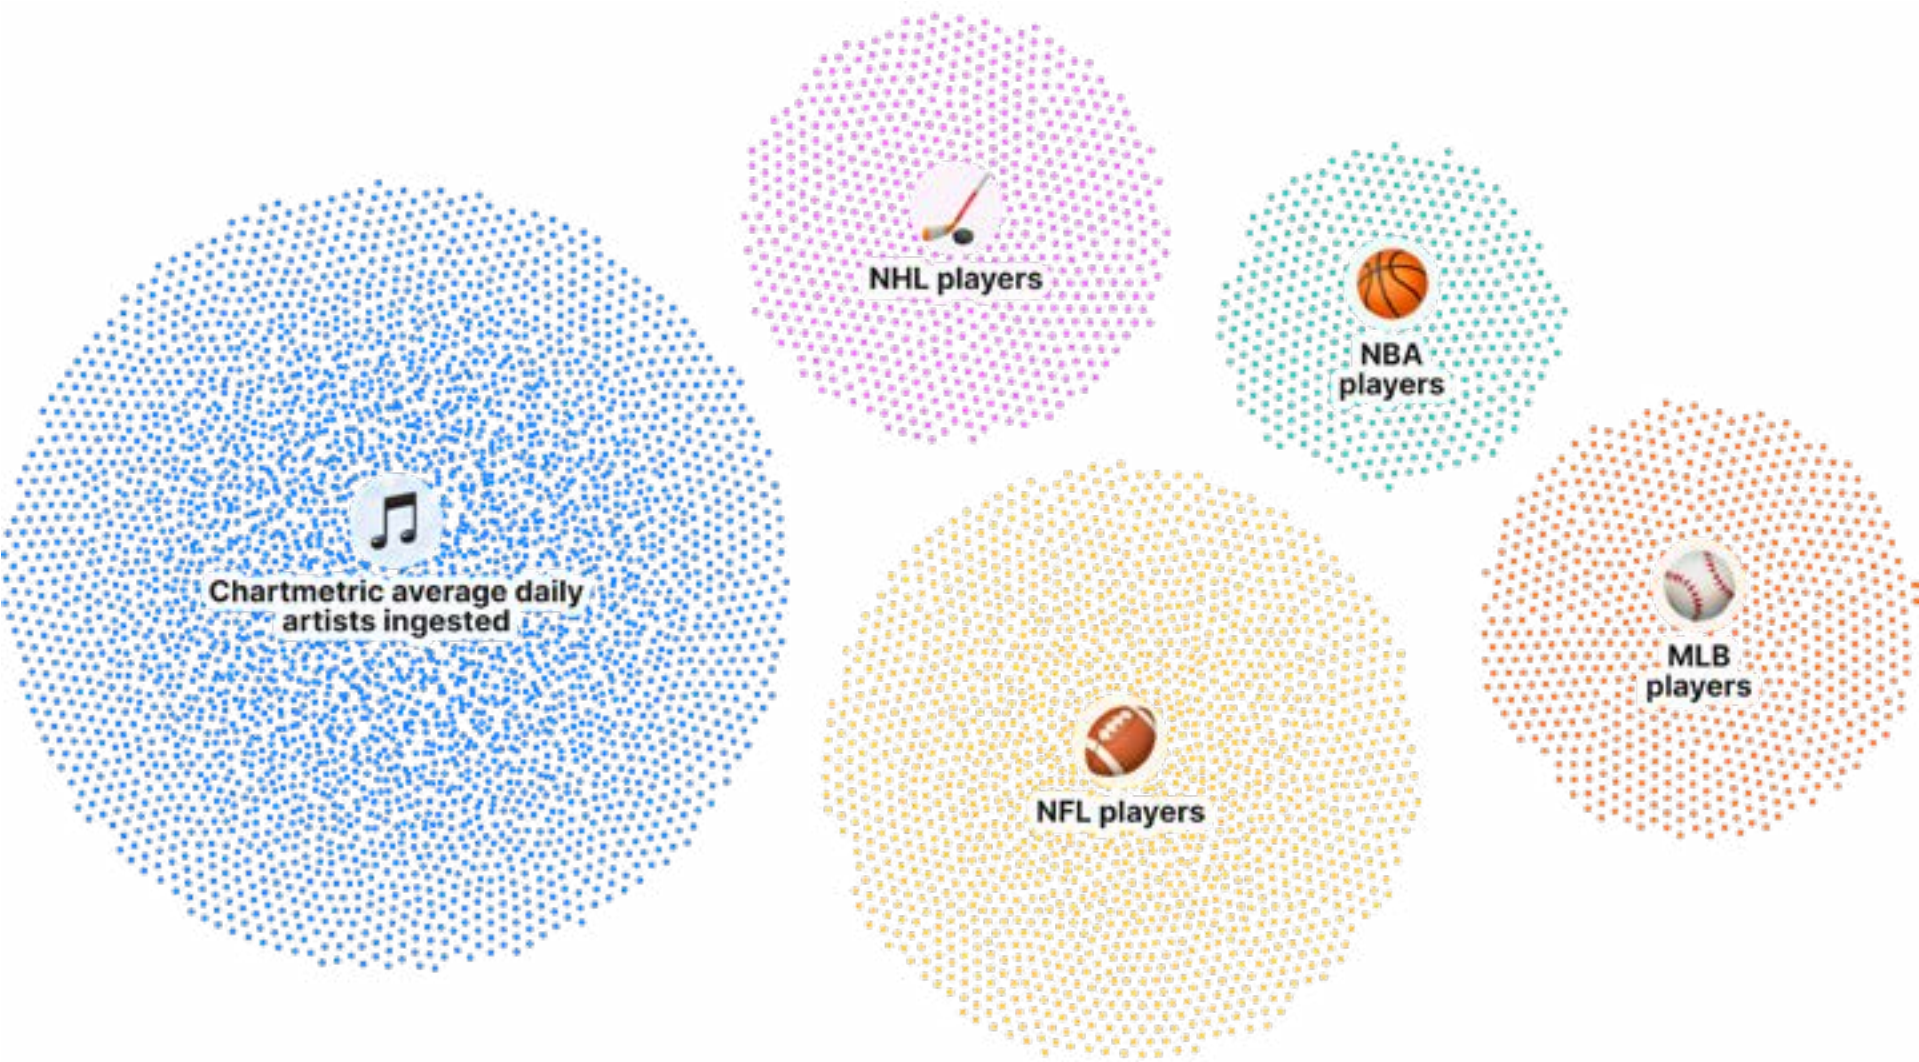 NHL players
NBA
players
Chartmetric average daily
artists ingested
MLB
players
NFL players